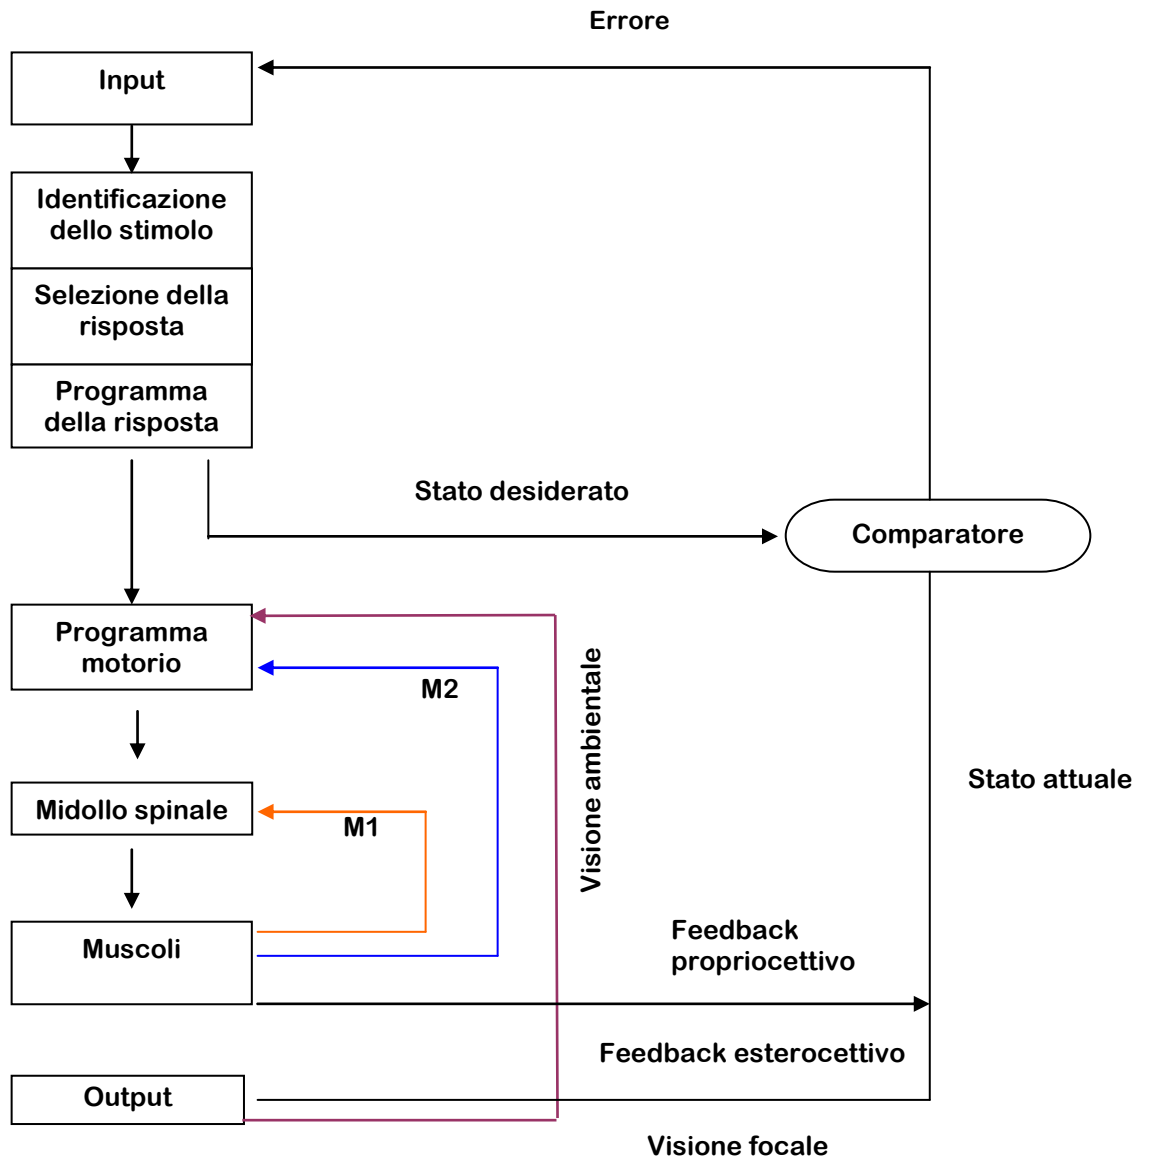 Errore
Input
Identificazione
dello stimolo
Selezione della
risposta
Programma
della risposta
Stato desiderato
Comparatore
Programma
motorio
M2
Visione ambientale
Stato attuale
Midollo spinale
M1
Muscoli
Feedback
propriocettivo
Feedback esterocettivo
Output
Visione focale